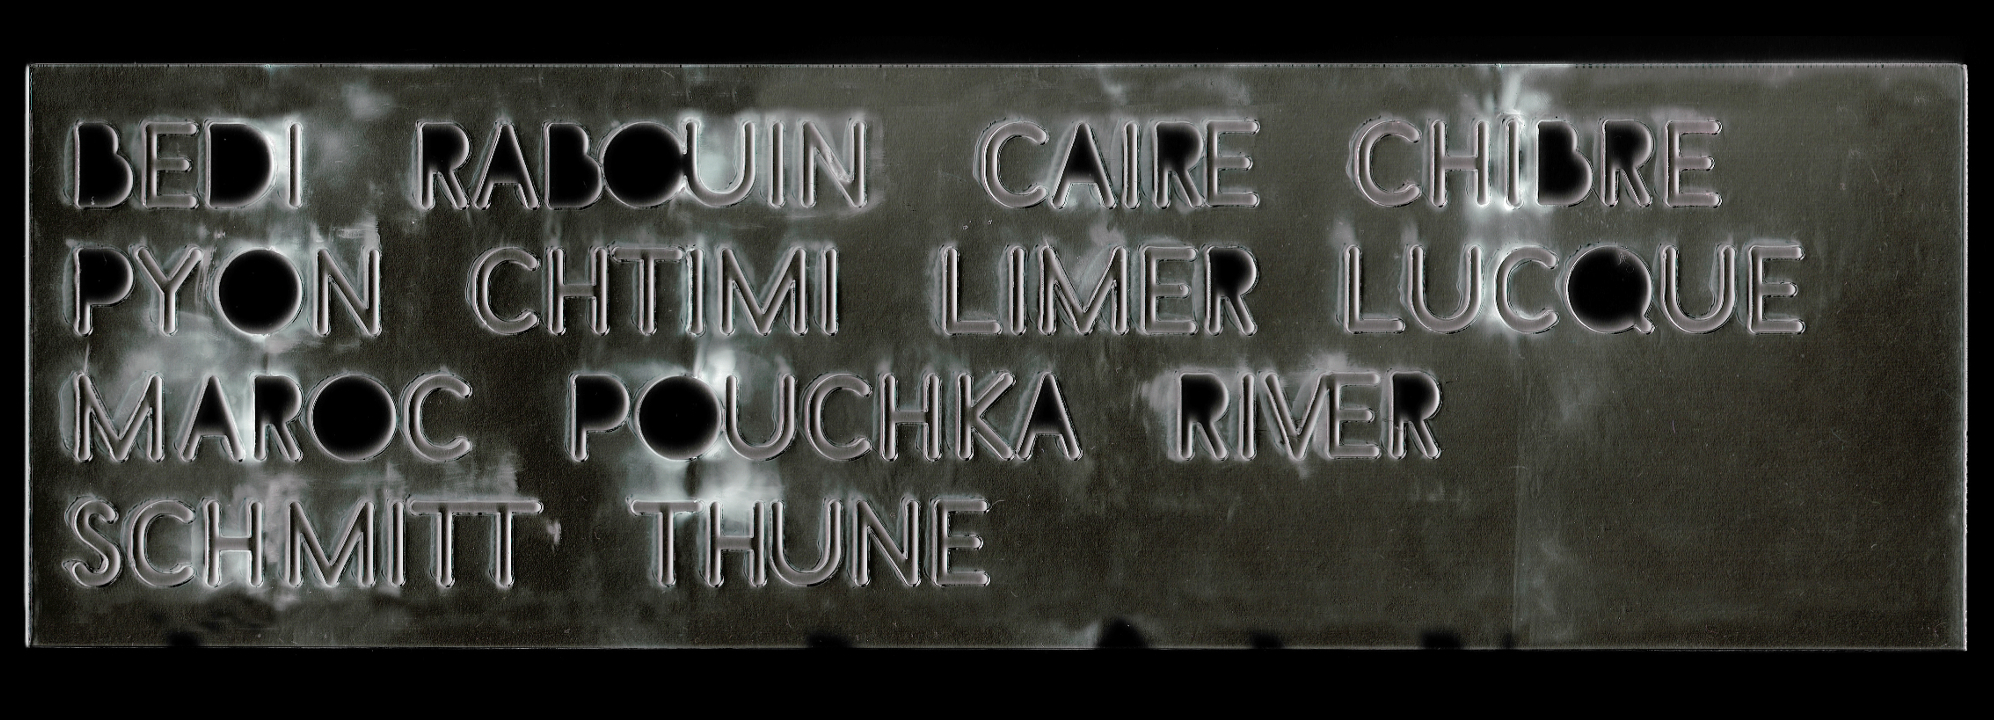 BEDI RABOUIN CAIRE CHIBRE
PYON CHTIMI LIMER LUCQUE
MAROC POUCHKA RIVER
SCHMITT THUNE